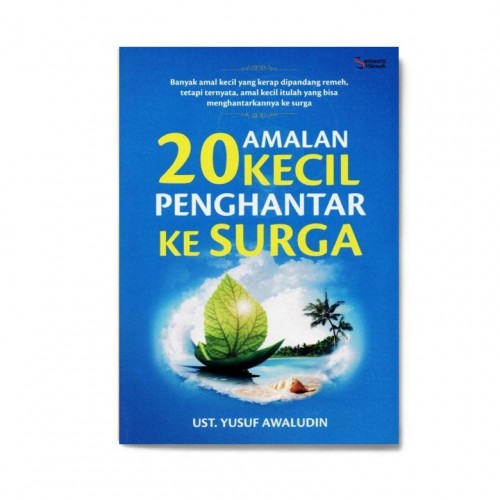 Banyak amal kecil yang kerap dipandang remeh,
tetapi ternyata, amal kecil itulah yang bisa
menghantarkannya ke surga
20 AMALAN
KECIL
PENGHANTAR
KE SURGA
UST. YUSUF AWALUDIN